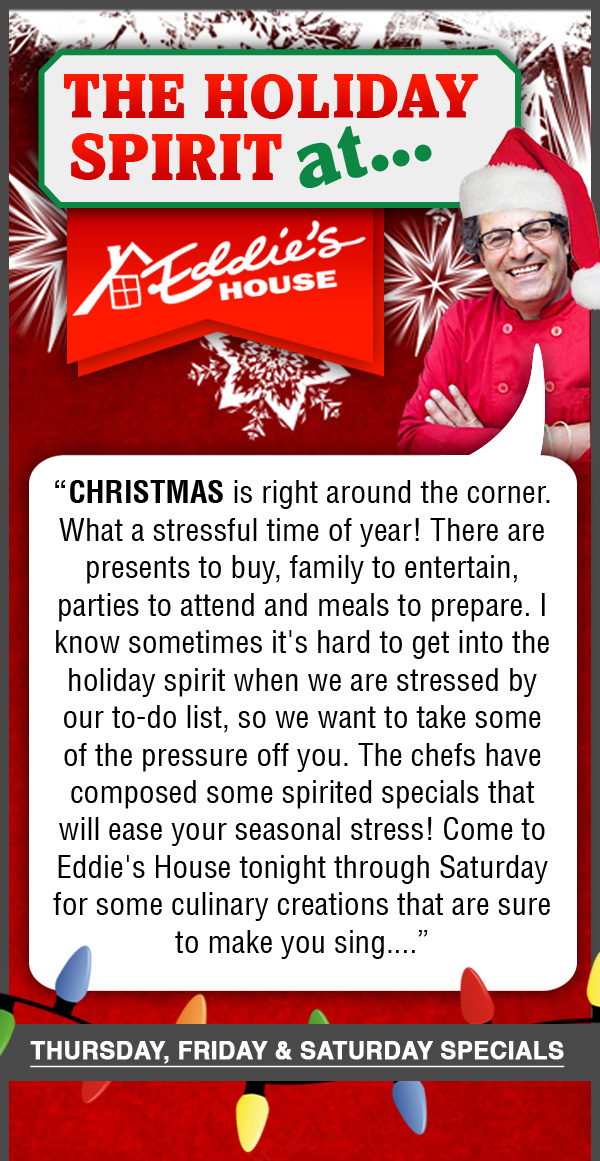 THE HOLIDAY
SPIRIT at...
Eddie's
HOUSE
“CHRISTMAS is right around the corner.
What a stressful time of year! There are
presents to buy, family to entertain,
parties to attend and meals to prepare. I
know sometimes it's hard to get into the
holiday spirit when we are stressed by
our to-do list, so we want to take some
of the pressure off you. The chefs have
composed some spirited specials that
will ease your seasonal stress! Come to
Eddie's House tonight through Saturday
for some culinary creations that are sure
to make you sing....”
THURSDAY, FRIDAY & SATURDAY SPECIALS